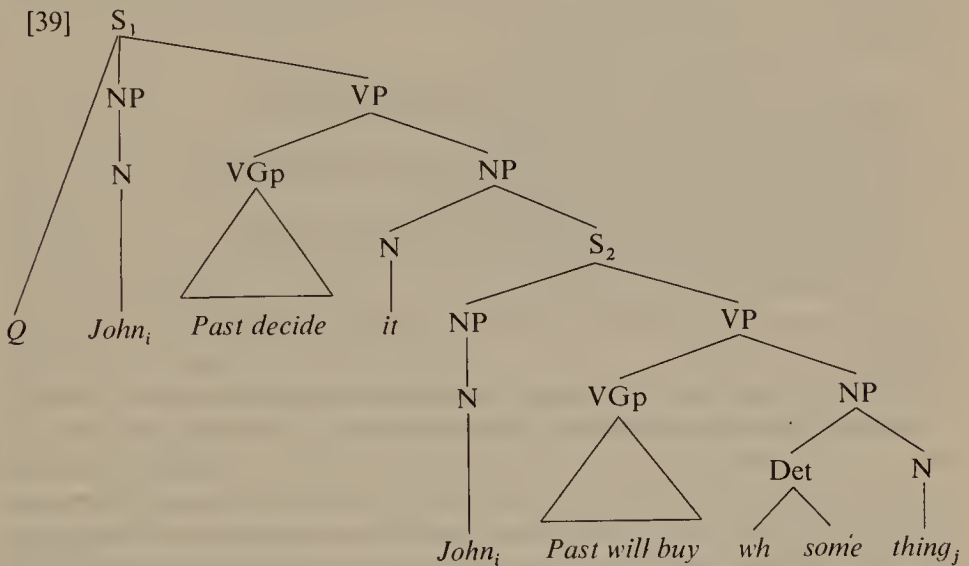 [39] S₁
NP VP
N VGp NP
N S₂
Q Johnᵢ Past decide it NP VP
N VGp NP
Det N
Johnᵢ Past will buy wh some thingⱼ